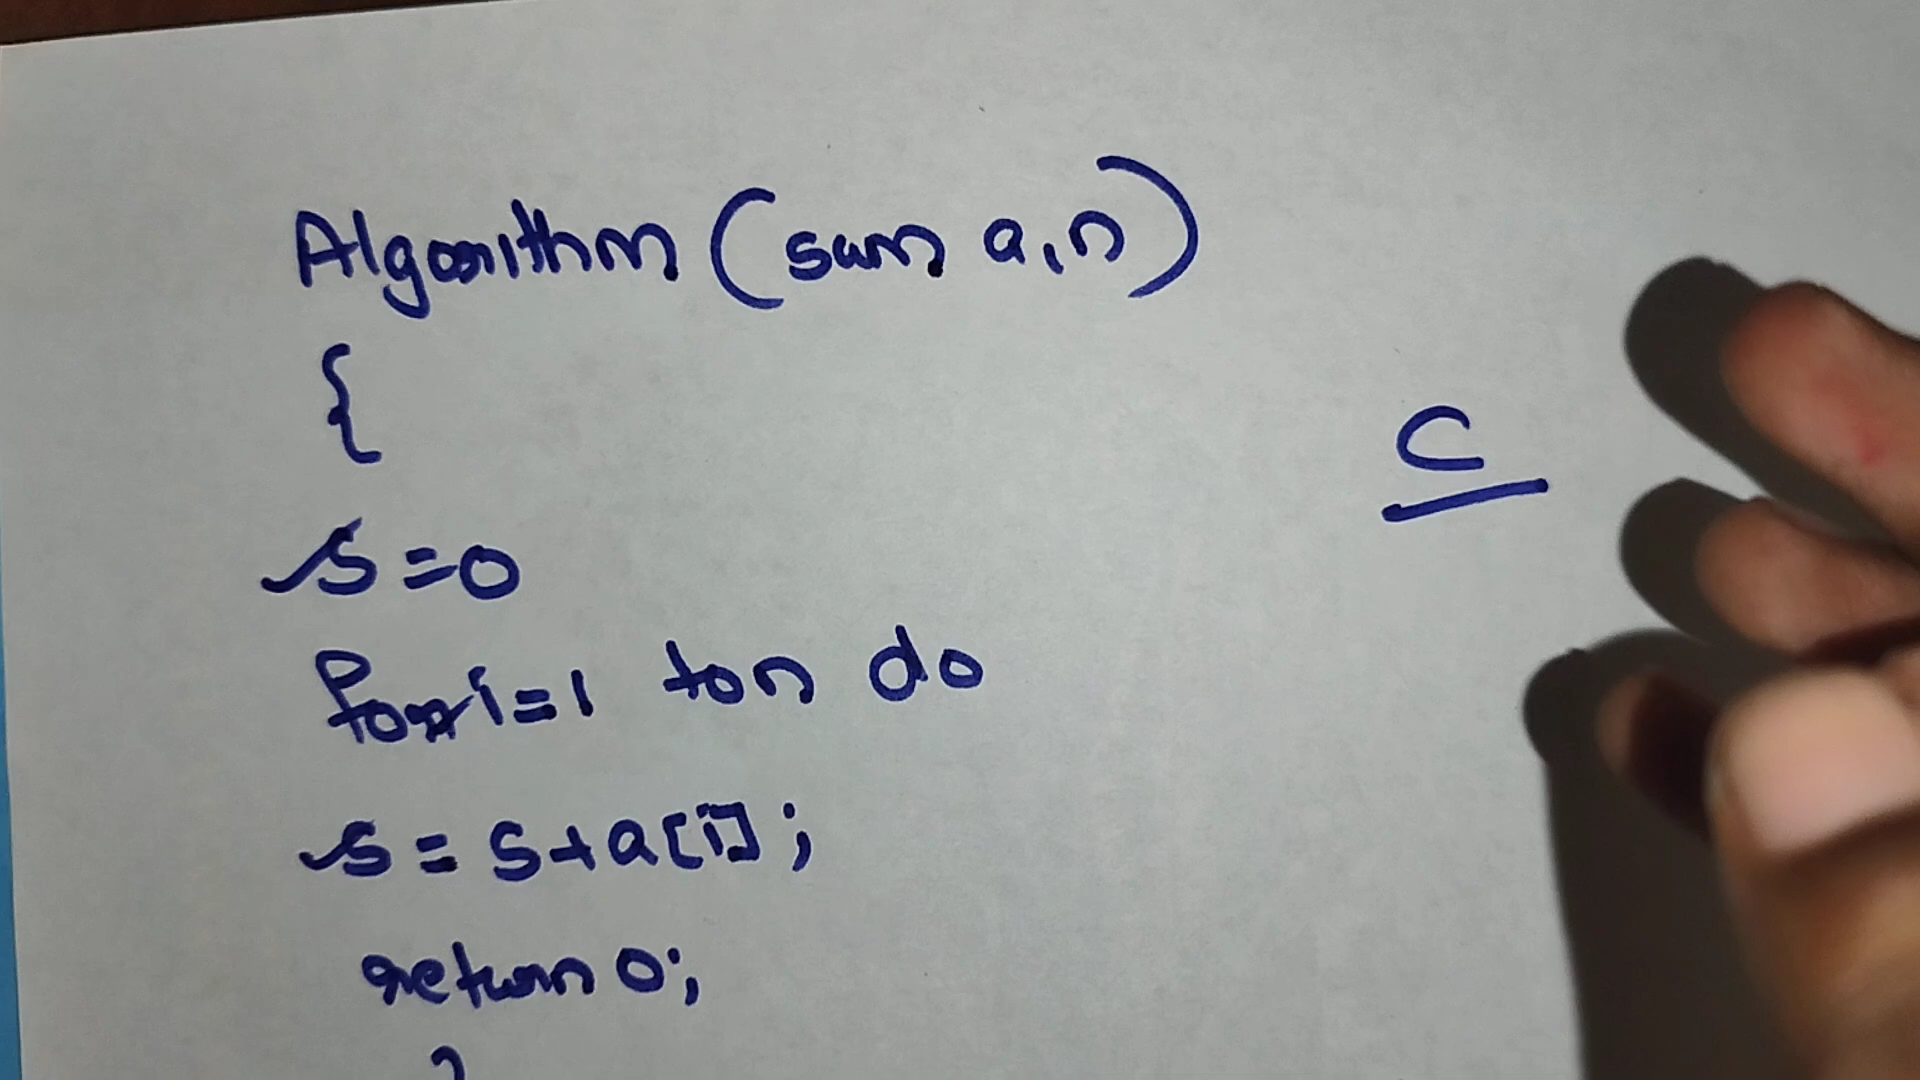 Algorithm (sum a,n)
{
C
s=0
for i=1 to n do
s = s+a[i];
return 0;
}